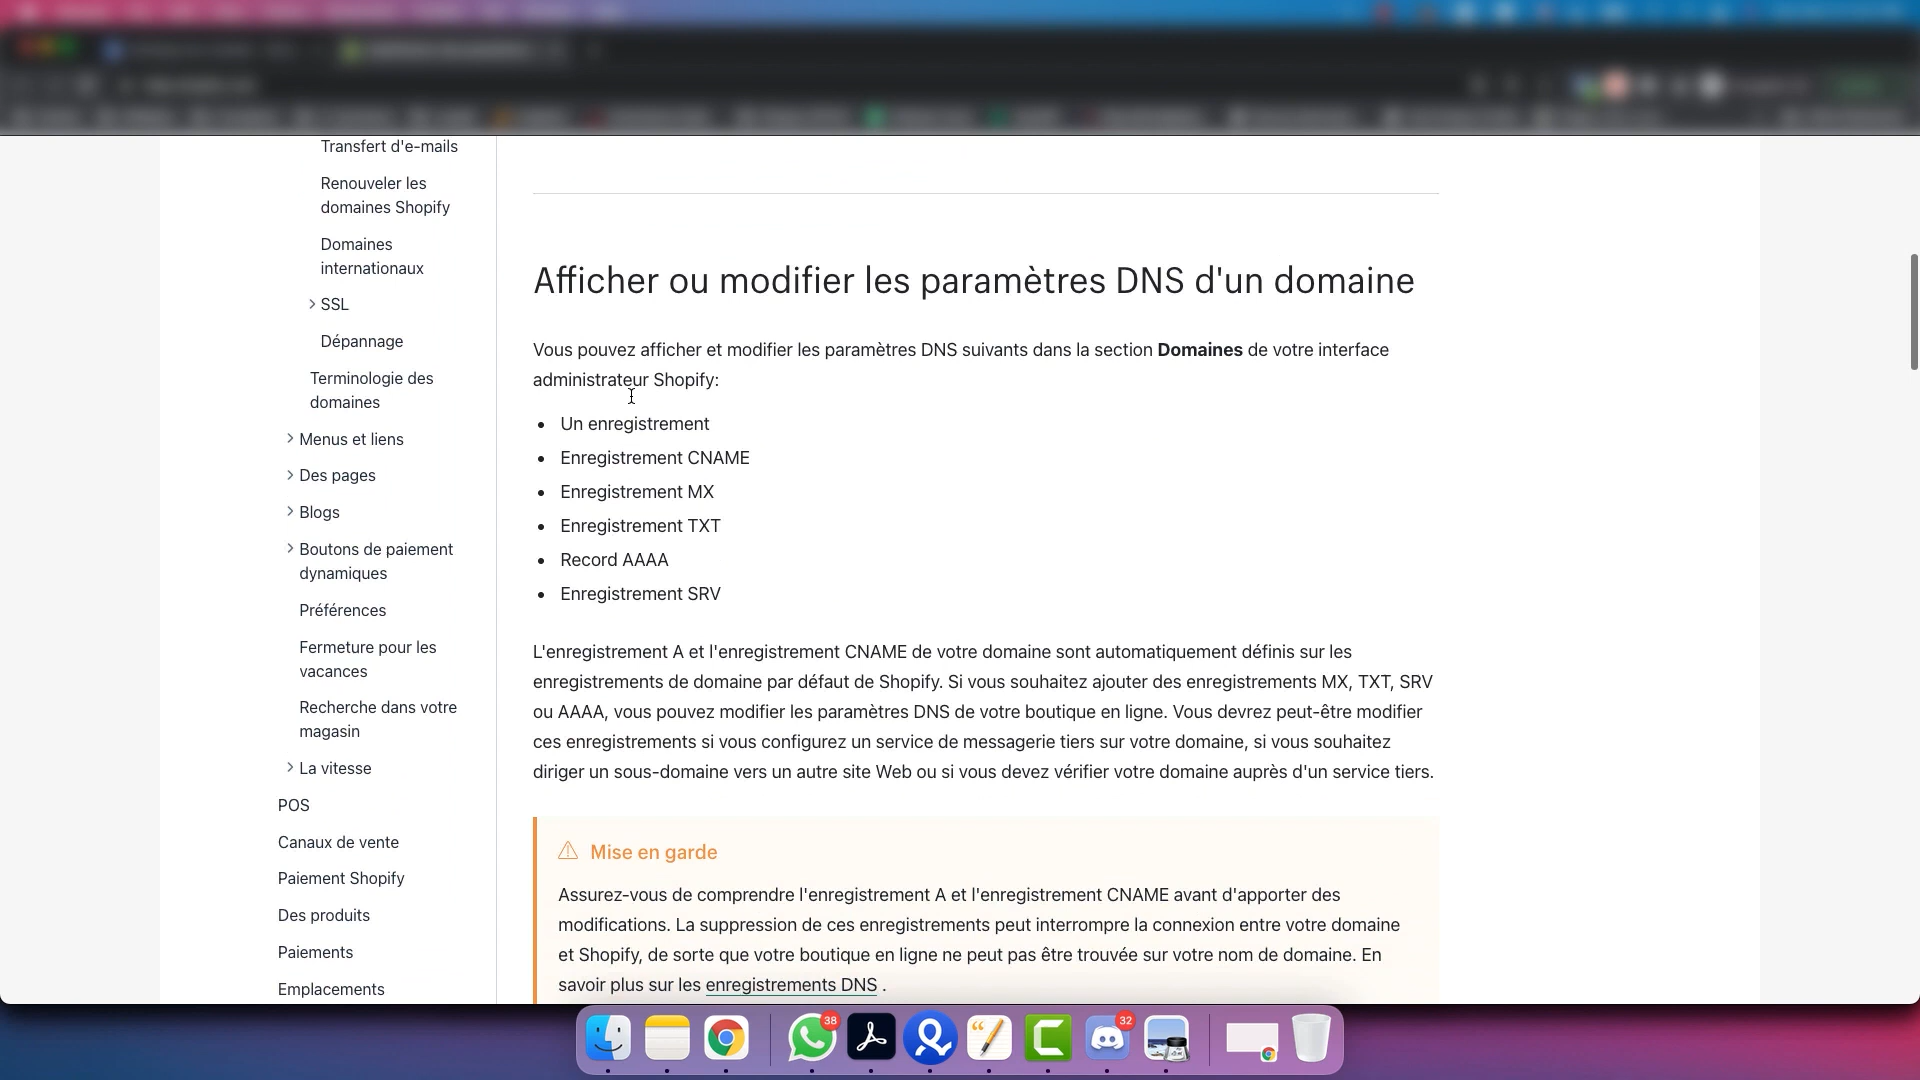 Transfert d'e-mails
Renouveler les
domaines Shopify
Domaines
internationaux
SSL
Dépannage
Terminologie des
domaines
Menus et liens
Des pages
Blogs
Boutons de paiement
dynamiques
Préférences
Fermeture pour les
vacances
Recherche dans votre
magasin
La vitesse
POS
Canaux de vente
Paiement Shopify
Des produits
Paiements
Emplacements
Afficher ou modifier les paramètres DNS d'un domaine
Vous pouvez afficher et modifier les paramètres DNS suivants dans la section Domaines de votre interface
administrateur Shopify:
• Un enregistrement
• Enregistrement CNAME
• Enregistrement MX
• Enregistrement TXT
• Record AAAA
• Enregistrement SRV
L'enregistrement A et l'enregistrement CNAME de votre domaine sont automatiquement définis sur les
enregistrements de domaine par défaut de Shopify. Si vous souhaitez ajouter des enregistrements MX, TXT, SRV
ou AAAA, vous pouvez modifier les paramètres DNS de votre boutique en ligne. Vous devrez peut-être modifier
ces enregistrements si vous configurez un service de messagerie tiers sur votre domaine, si vous souhaitez
diriger un sous-domaine vers un autre site Web ou si vous devez vérifier votre domaine auprès d'un service tiers.
Mise en garde
Assurez-vous de comprendre l'enregistrement A et l'enregistrement CNAME avant d'apporter des
modifications. La suppression de ces enregistrements peut interrompre la connexion entre votre domaine
et Shopify, de sorte que votre boutique en ligne ne peut pas être trouvée sur votre nom de domaine. En
savoir plus sur les enregistrements DNS .
38
32